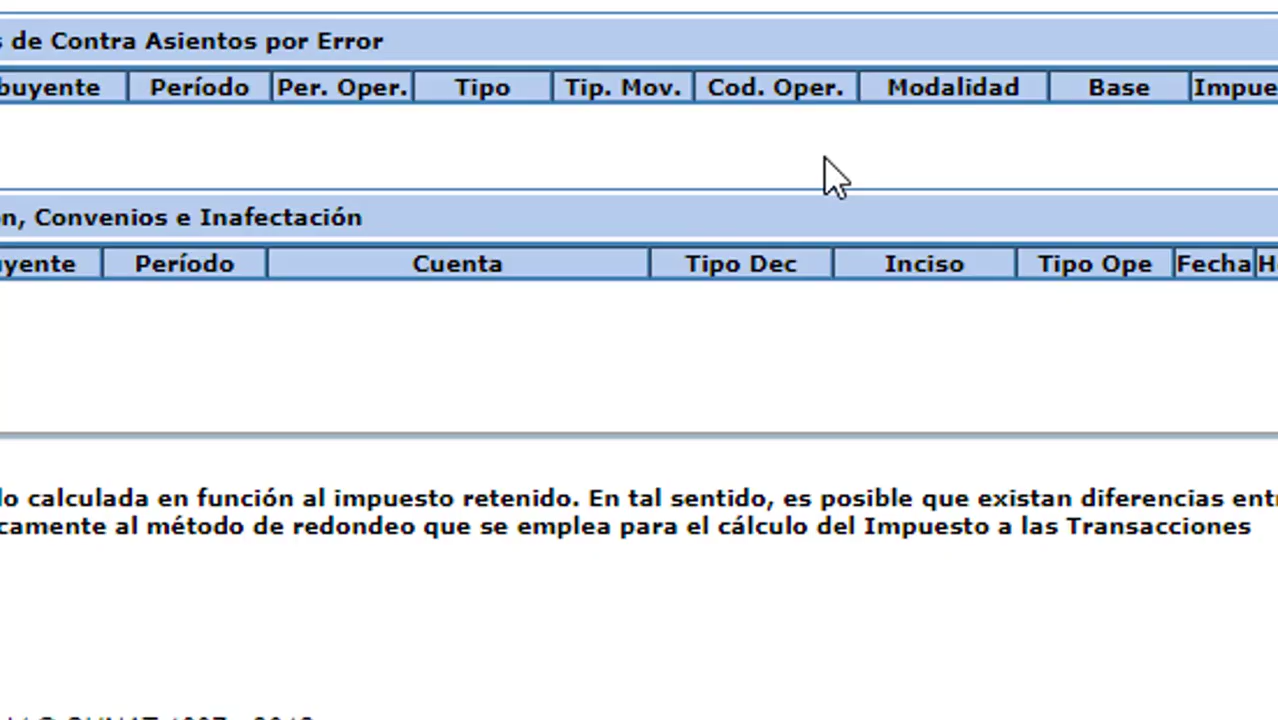 de Contra Asientos por Error
buyente Período Per. Oper. Tipo Tip. Mov. Cod. Oper. Modalidad Base Impue
n, Convenios e Inafectación
yente Período Cuenta Tipo Dec Inciso Tipo Ope Fecha H
do calculada en función al impuesto retenido. En tal sentido, es posible que existan diferencias ent
camente al método de redondeo que se emplea para el cálculo del Impuesto a las Transacciones